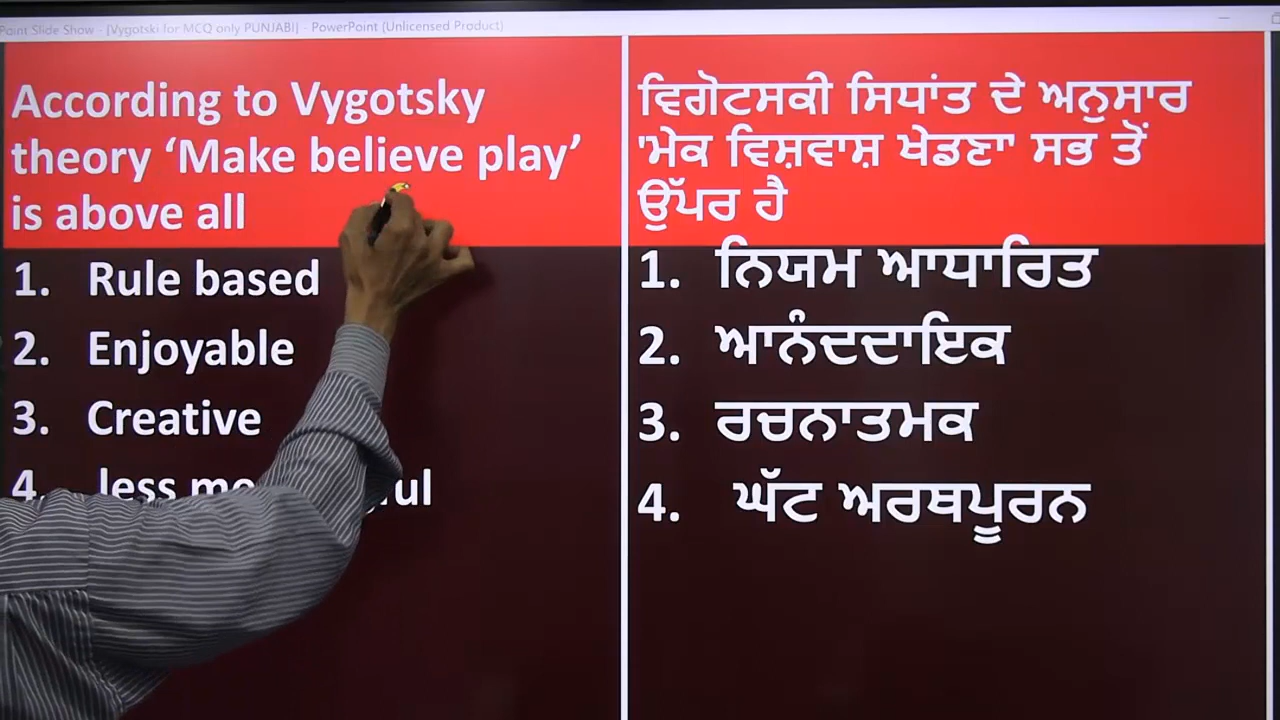 Point Slide Show - [Vygotski for MCQ only PUNJABI] - PowerPoint (Unlicensed Product)
According to Vygotsky
theory ‘Make believe play’
is above all
1. Rule based
2. Enjoyable
3. Creative
4. less
ਵਿਗੋਟਸਕੀ ਸਿਧਾਂਤ ਦੇ ਅਨੁਸਾਰ
'ਮੇਕ ਵਿਸ਼ਵਾਸ਼ ਖੇਡਣਾ' ਸਭ ਤੋਂ
ਉੱਪਰ ਹੈ
1. ਨਿਯਮ ਆਧਾਰਿਤ
2. ਆਨੰਦਦਾਇਕ
3. ਰਚਨਾਤਮਕ
4. ਘੱਟ ਅਰਥਪੂਰਨ